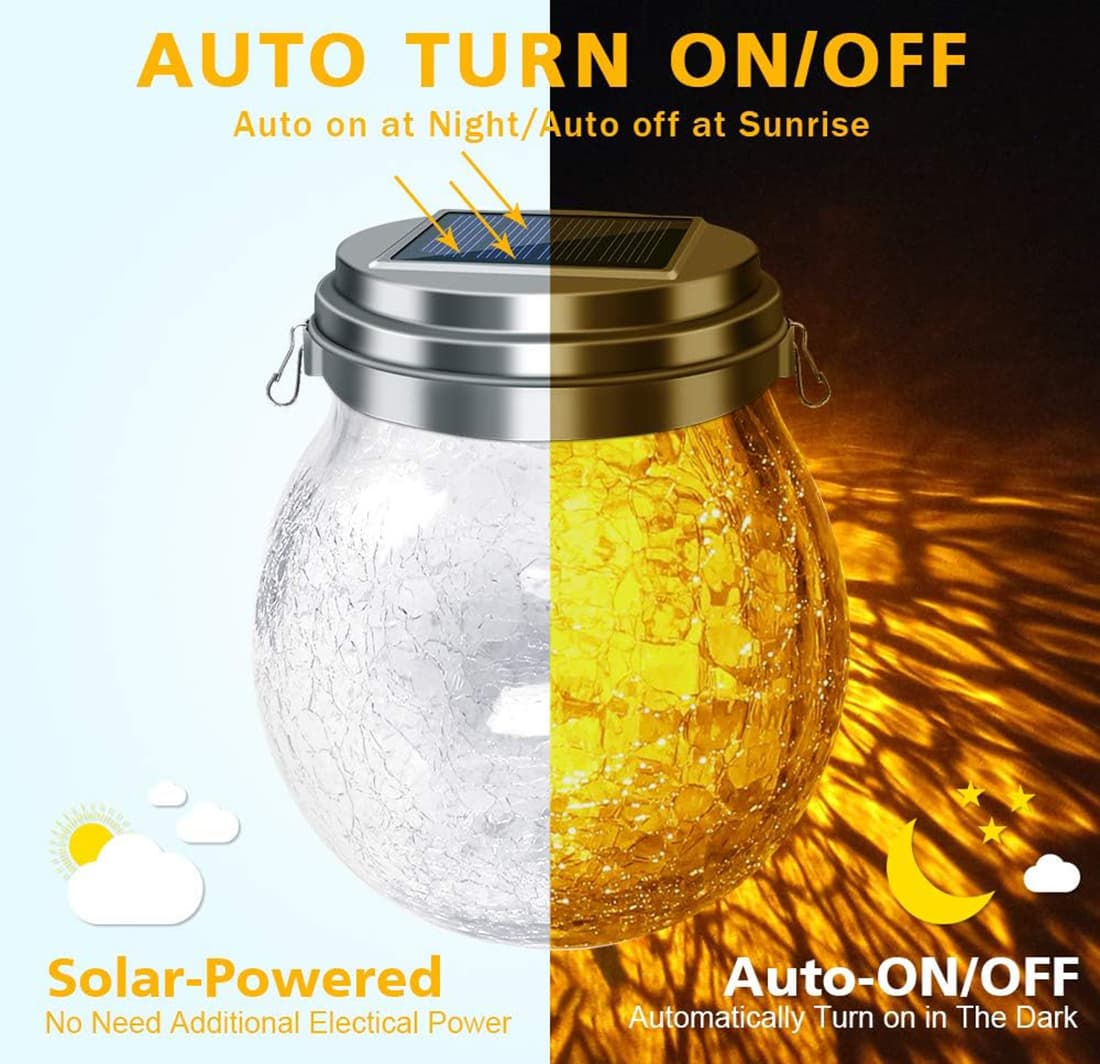 AUTO TURN ON/OFF
Auto on at Night/Auto off at Sunrise
Solar-Powered
No Need Additional Electical Power
Auto-ON/OFF
Automatically Turn on in The Dark